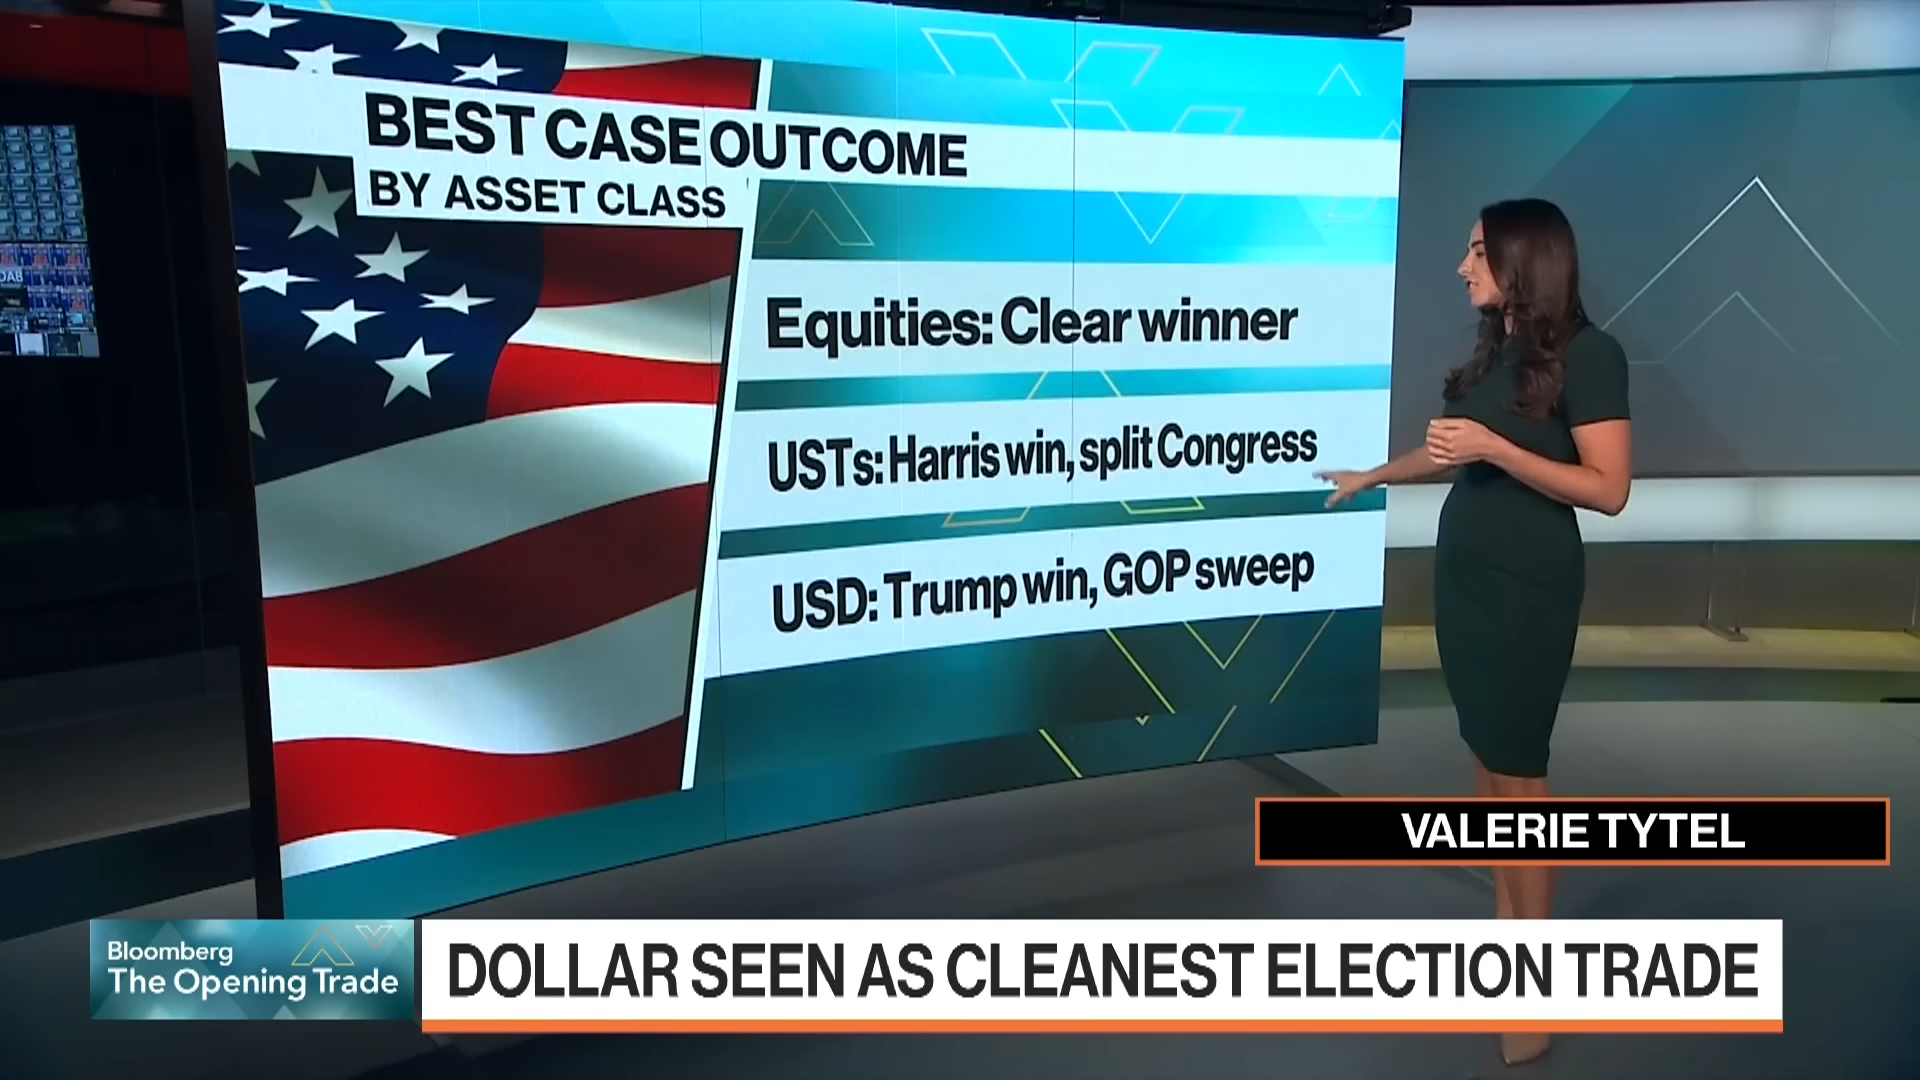 BEST CASE OUTCOME
BY ASSET CLASS
Equities: Clear winner
USTs: Harris win, split Congress
USD: Trump win, GOP sweep
VALERIE TYTEL
Bloomberg
The Opening Trade
DOLLAR SEEN AS CLEANEST ELECTION TRADE